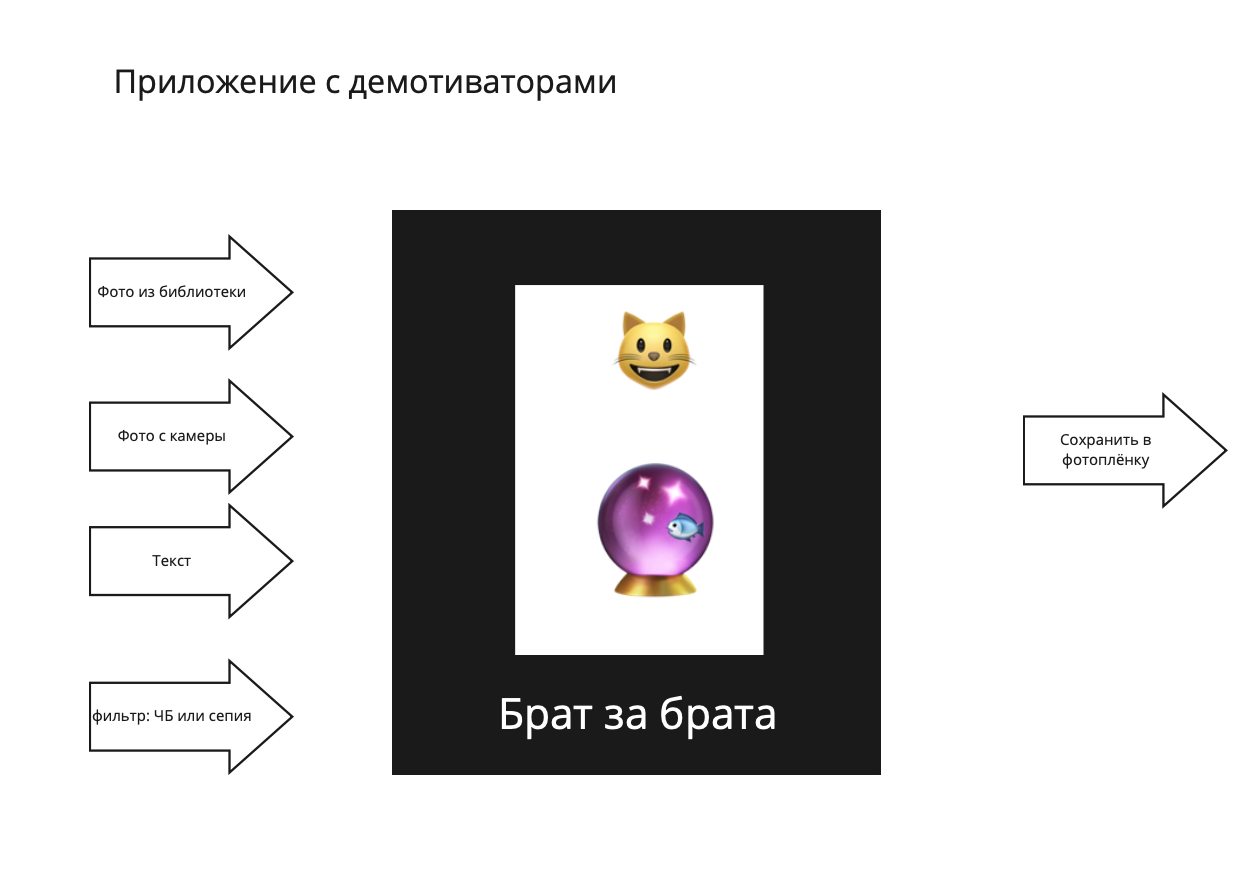 Приложение с демотиваторами
Фото из библиотеки
Фото с камеры
Текст
фильтр: ЧБ или сепия
Брат за брата
Сохранить в
фотоплёнку